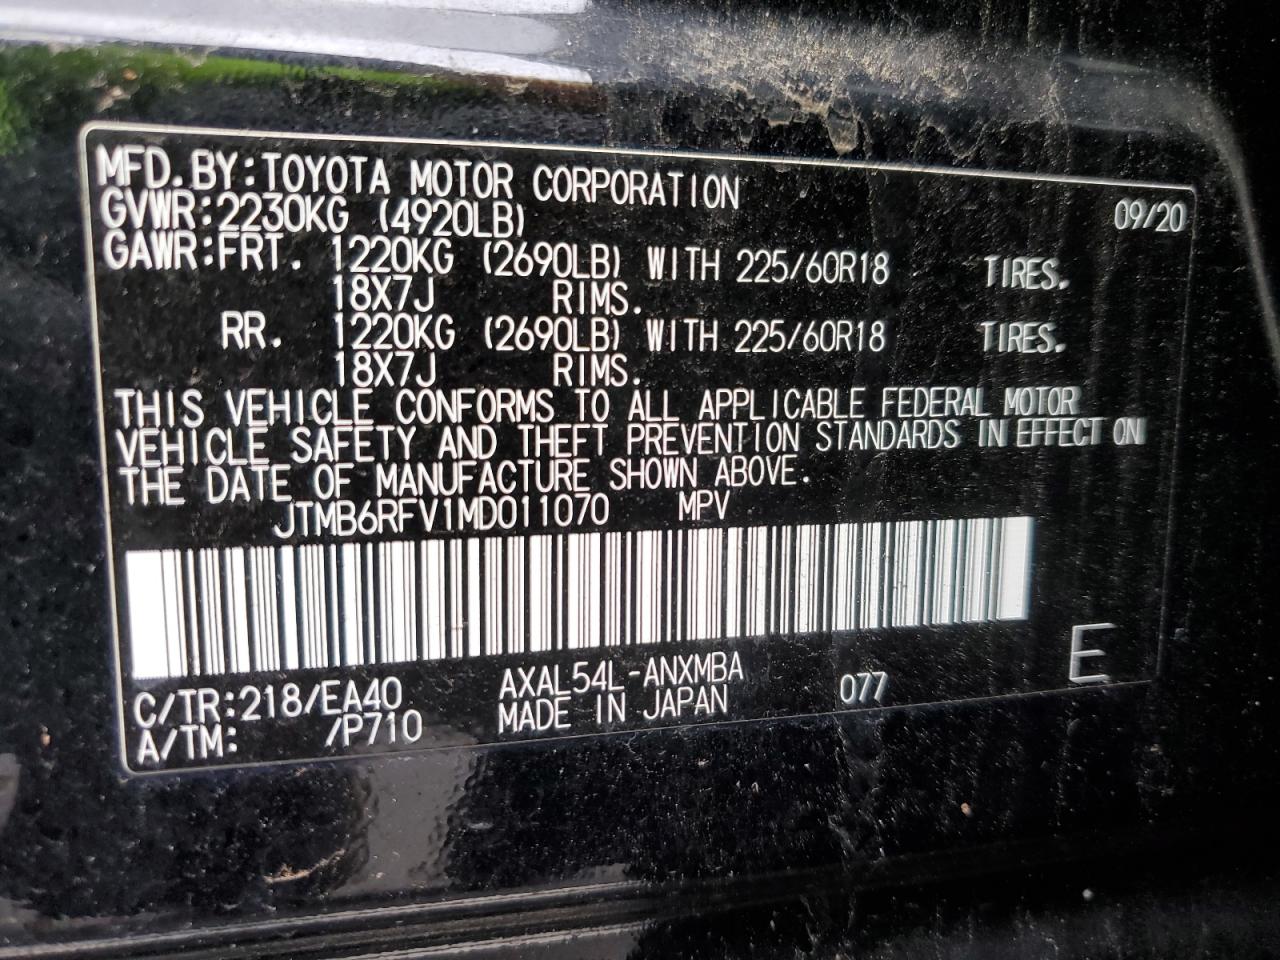 MFD.BY:TOYOTA MOTOR CORPORATION 09/20
GVWR:2230KG (4920LB)
GAWR:FRT. 1220KG (2690LB) WITH 225/60R18 TIRES.
18X7J RIMS.
RR. 1220KG (2690LB) WITH 225/60R18 TIRES.
18X7J RIMS.
THIS VEHICLE CONFORMS TO ALL APPLICABLE FEDERAL MOTOR
VEHICLE SAFETY AND THEFT PREVENTION STANDARDS IN EFFECT ON
THE DATE OF MANUFACTURE SHOWN ABOVE.
JTMB6RFV1MD011070 MPV
C/TR:218/EA40 AXAL54L-ANXMBA 077 E
A/TM: /P710 MADE IN JAPAN